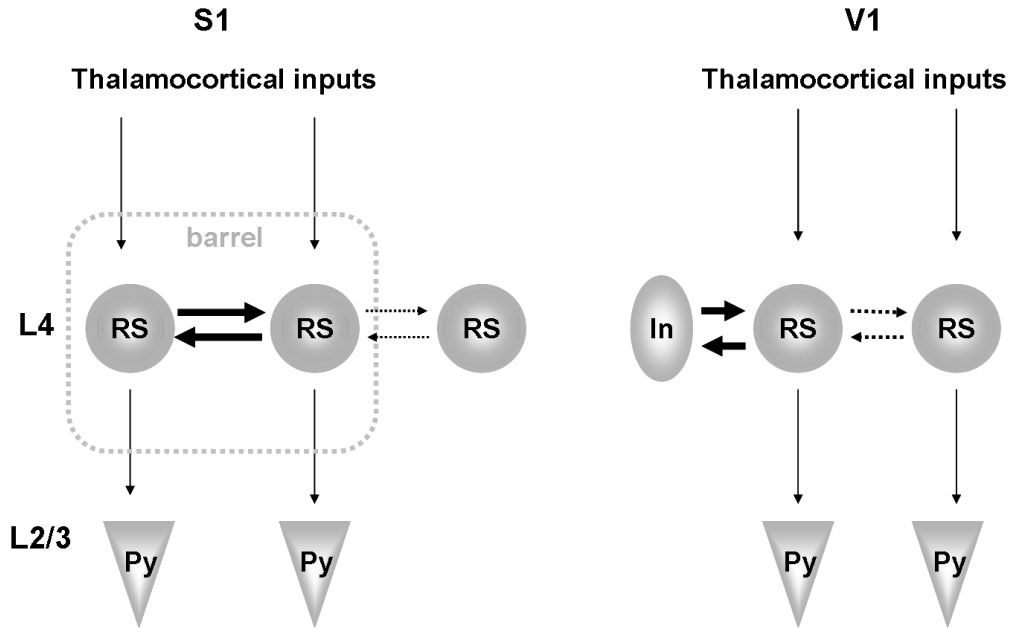 S1
V1
Thalamocortical inputs
Thalamocortical inputs
barrel
L4
RS
RS
RS
In
RS
RS
L2/3
Py
Py
Py
Py